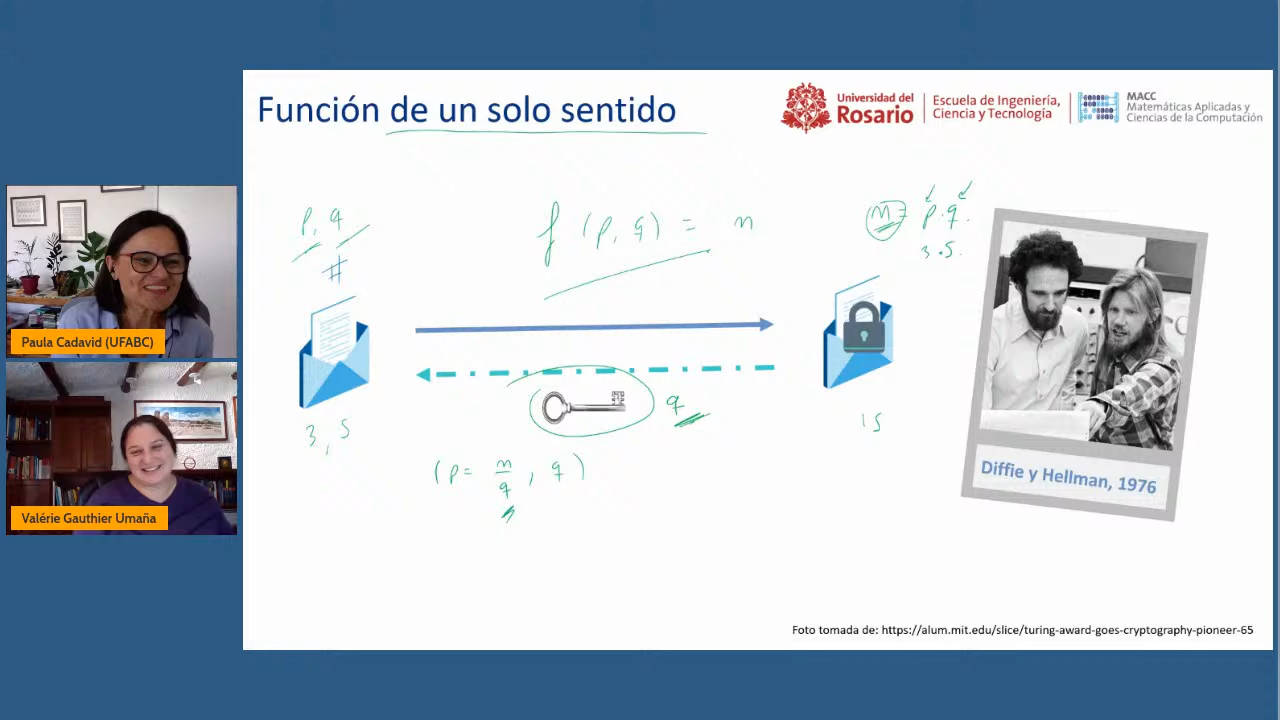 Función de un solo sentido
Universidad del
Rosario
Escuela de Ingeniería,
Ciencia y Tecnología
MACC
Matemáticas Aplicadas y
Ciencias de la Computación
p, q
#
f (p, q) = n
n = p · q .
3 · 5 .
q
3, 5
15
(p = n/q , q)
Diffie y Hellman, 1976
Paula Cadavid (UFABC)
Valérie Gauthier Umaña
Foto tomada de: https://alum.mit.edu/slice/turing-award-goes-cryptography-pioneer-65